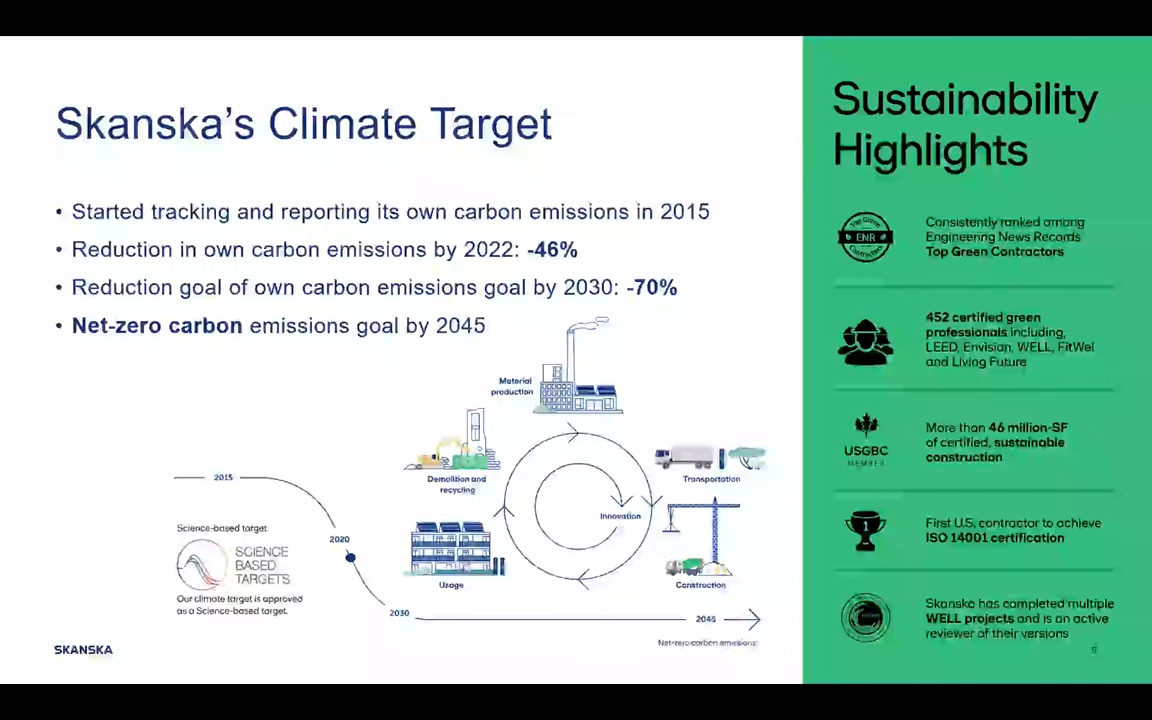 Skanska's Climate Target
• Started tracking and reporting its own carbon emissions in 2015
• Reduction in own carbon emissions by 2022: -46%
• Reduction goal of own carbon emissions goal by 2030: -70%
• Net-zero carbon emissions goal by 2045
Material
production
Demolition and
recycling
Transportation
Innovation
Usage
Construction
2015
2020
2030
2045
Net-zero carbon emissions
Science-based target
SCIENCE
BASED
TARGETS
Our climate target is approved
as a Science-based target.
SKANSKA
Sustainability
Highlights
Top Green
ENR
Contractors
Consistently ranked among
Engineering News Records
Top Green Contractors
452 certified green
professionals including,
LEED, Envision, WELL, FitWel
and Living Future
USGBC
MEMBER
More than 46 million-SF
of certified, sustainable
construction
1
First U.S. contractor to achieve
ISO 14001 certification
Skanska has completed multiple
WELL projects and is an active
reviewer of their versions